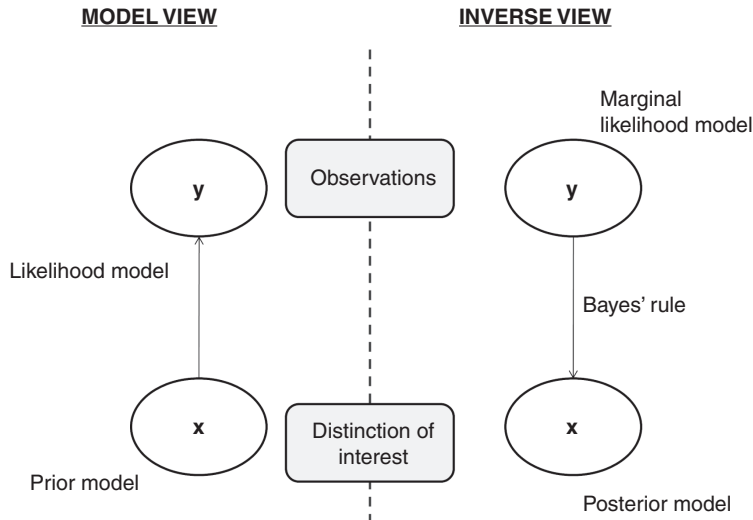 MODEL VIEW
INVERSE VIEW
Marginal
likelihood model
y
Observations
y
Likelihood model
Bayes’ rule
x
Distinction of
interest
x
Prior model
Posterior model